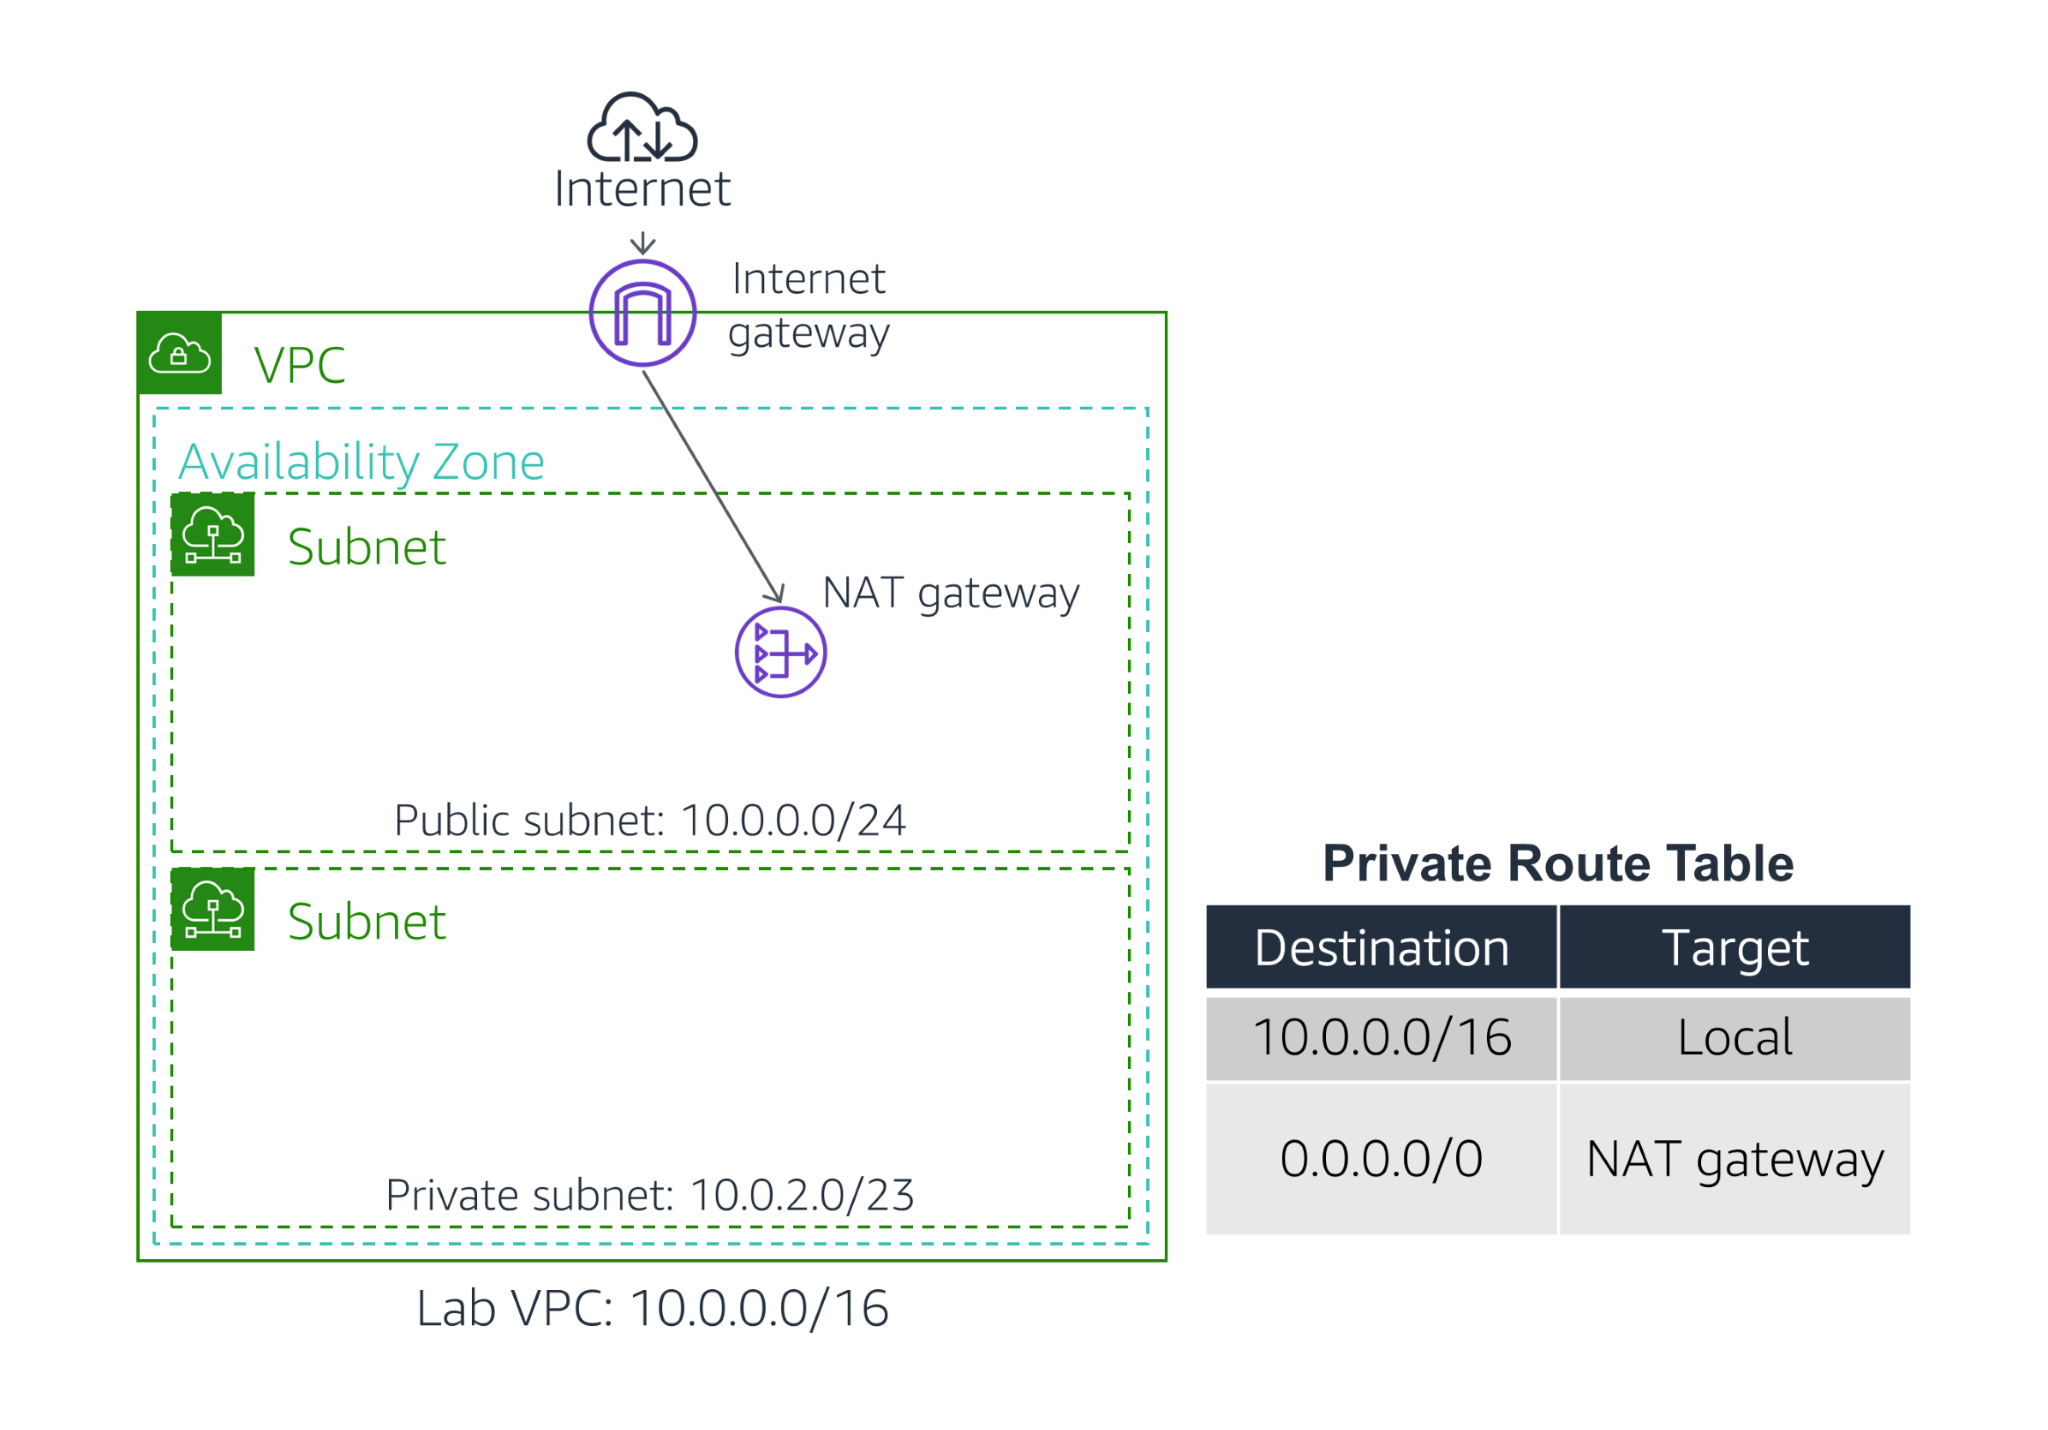 Internet
Internet
gateway
VPC
Availability Zone
Subnet
NAT gateway
Public subnet: 10.0.0.0/24
Subnet
Private subnet: 10.0.2.0/23
Lab VPC: 10.0.0.0/16
Private Route Table
Destination Target
10.0.0.0/16 Local
0.0.0.0/0 NAT gateway